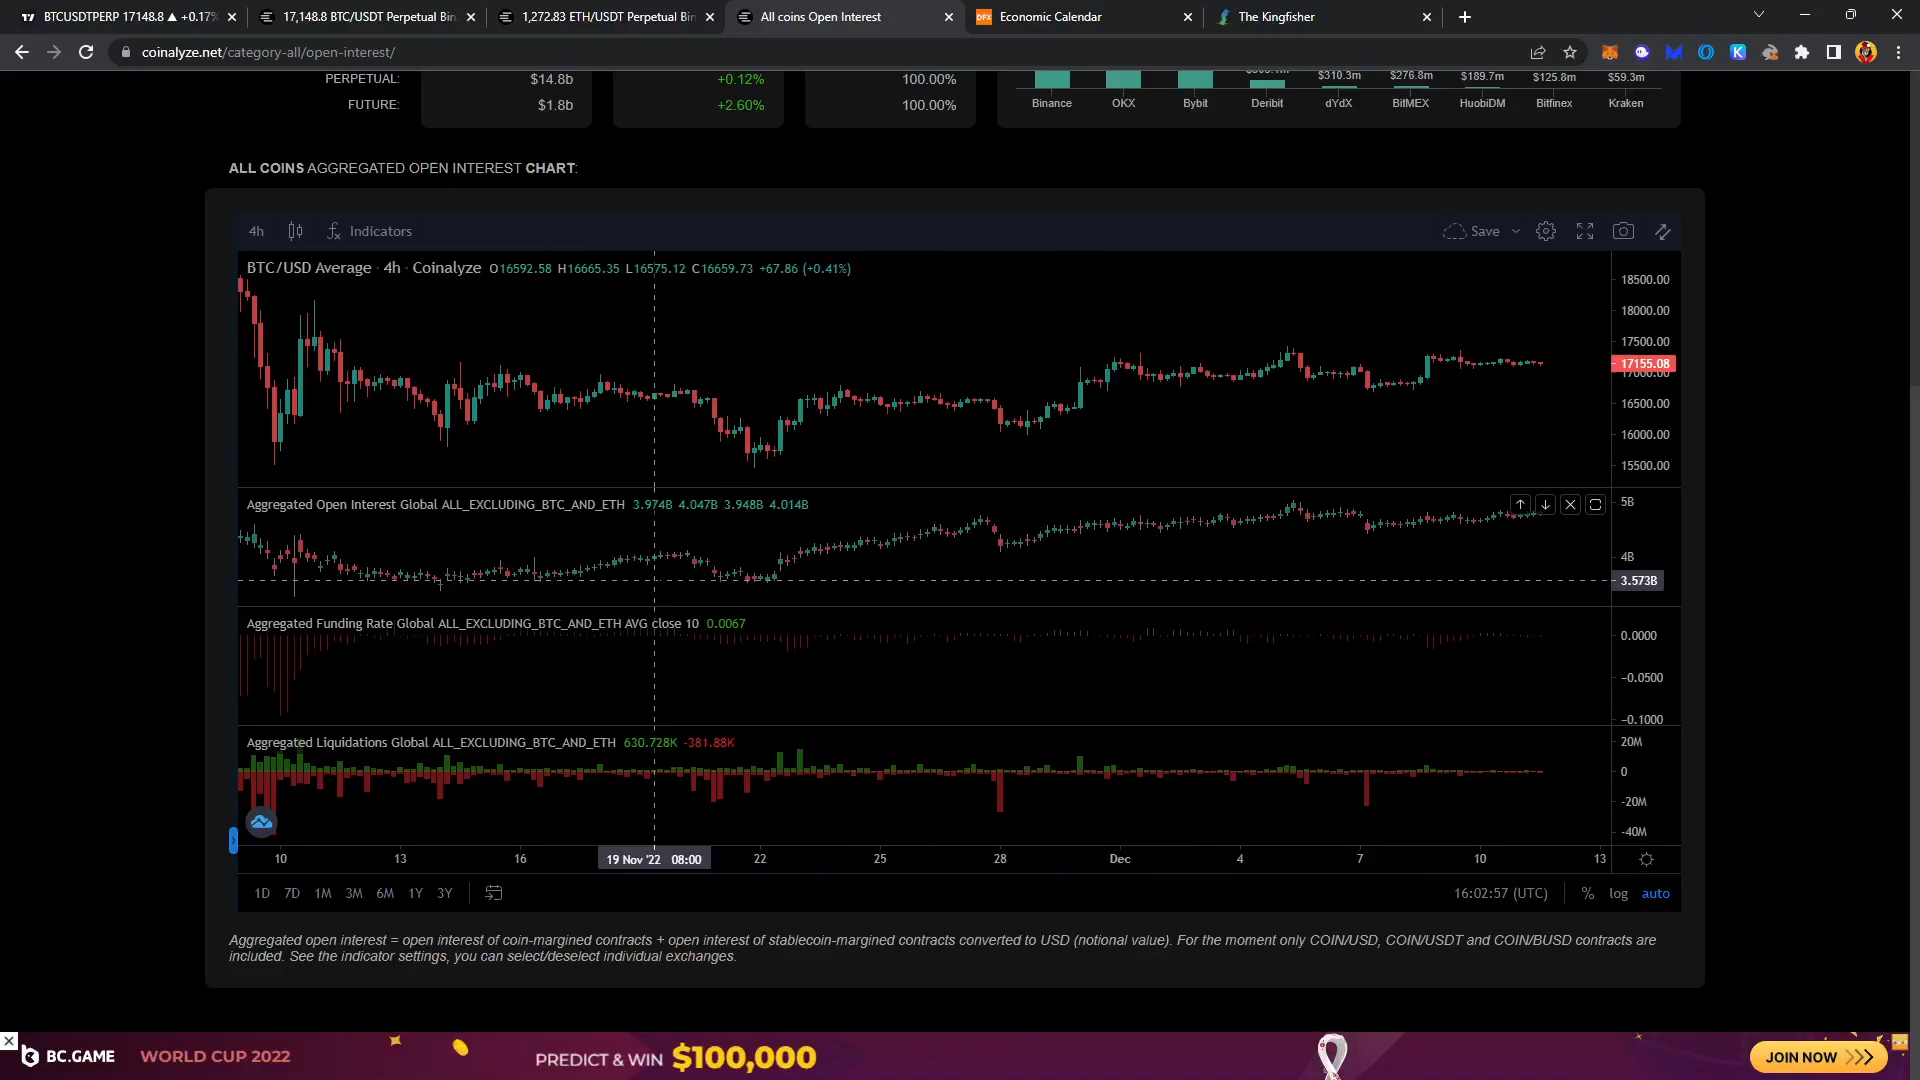 BTCUSDTPERP 17148.8 ▲ +0.17%
17,148.8 BTC/USDT Perpetual Bin
1,272.83 ETH/USDT Perpetual Bin
All coins Open Interest
DFX
Economic Calendar
The Kingfisher
coinalyze.net/category-all/open-interest/
PERPETUAL: $14.8b +0.12% 100.00%
FUTURE: $1.8b +2.60% 100.00%
$310.3m $276.8m $189.7m $125.8m $59.3m
Binance OKX Bybit Deribit dYdX BitMEX HuobiDM Bitfinex Kraken
ALL COINS AGGREGATED OPEN INTEREST CHART:
4h Indicators Save
BTC/USD Average · 4h · Coinalyze O16592.58 H16665.35 L16575.12 C16659.73 +67.86 (+0.41%)
18500.00
18000.00
17500.00
17155.08
17000.00
16500.00
16000.00
15500.00
Aggregated Open Interest Global ALL_EXCLUDING_BTC_AND_ETH 3.974B 4.047B 3.948B 4.014B
5B
4B
3.573B
Aggregated Funding Rate Global ALL_EXCLUDING_BTC_AND_ETH AVG close 10 0.0067
0.0000
−0.0500
−0.1000
Aggregated Liquidations Global ALL_EXCLUDING_BTC_AND_ETH 630.728K -381.88K
20M
0
−20M
−40M
10 13 16 19 Nov '22 08:00 22 25 28 Dec 4 7 10 13
1D 7D 1M 3M 6M 1Y 3Y 16:02:57 (UTC) % log auto
Aggregated open interest = open interest of coin-margined contracts + open interest of stablecoin-margined contracts converted to USD (notional value). For the moment only COIN/USD, COIN/USDT and COIN/BUSD contracts are
included. See the indicator settings, you can select/deselect individual exchanges.
BC.GAME WORLD CUP 2022 PREDICT & WIN $100,000 JOIN NOW